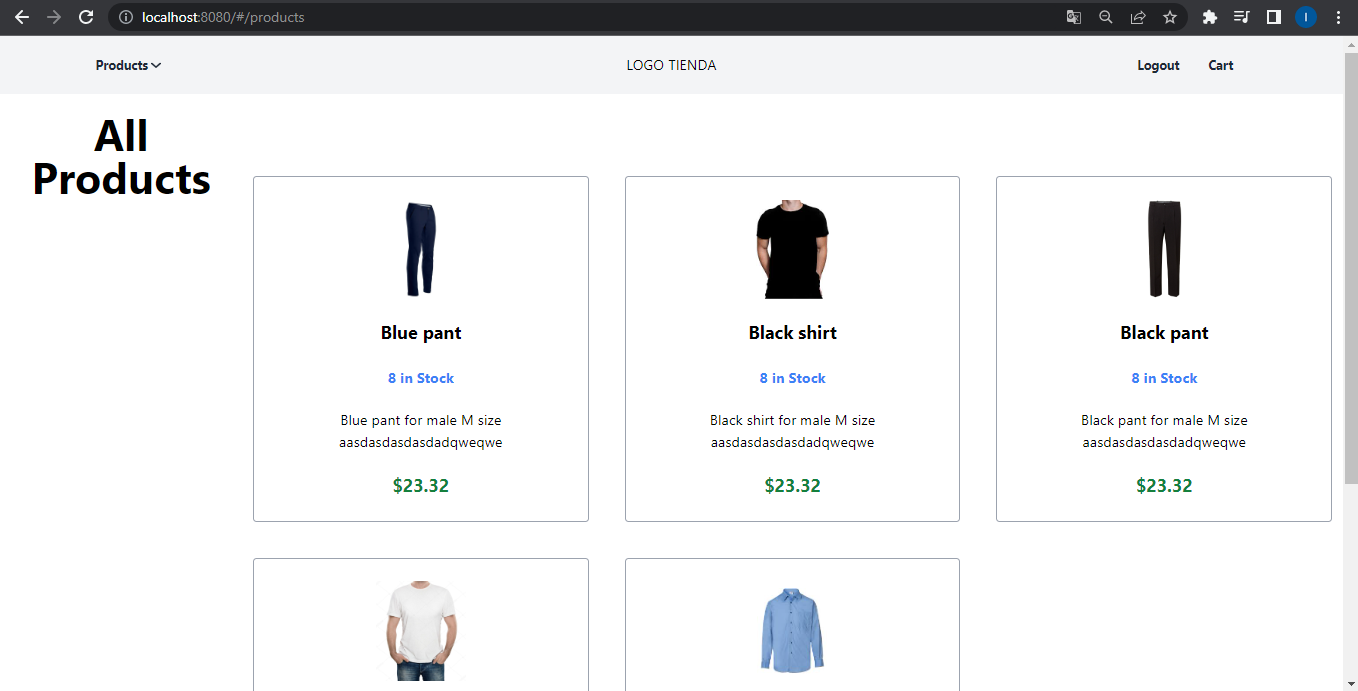 localhost:8080/#/products
I
Products
LOGO TIENDA
Logout
Cart
All
Products
Blue pant
8 in Stock
Blue pant for male M size
aasdasdasdasdadqweqwe
$23.32
Black shirt
8 in Stock
Black shirt for male M size
aasdasdasdasdadqweqwe
$23.32
Black pant
8 in Stock
Black pant for male M size
aasdasdasdasdadqweqwe
$23.32